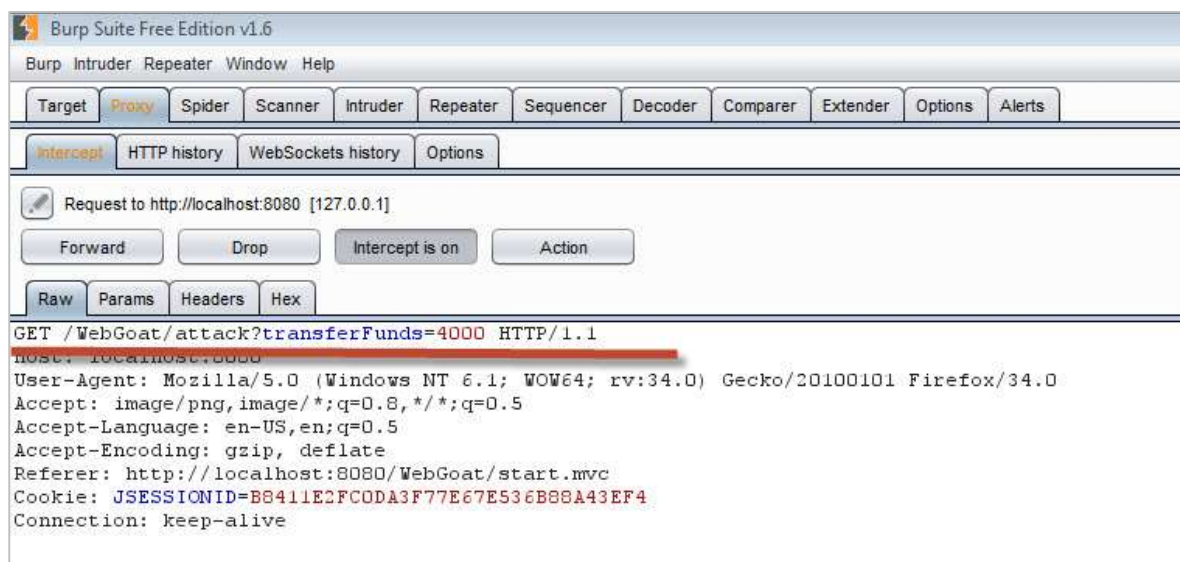 Burp Suite Free Edition v1.6
Burp Intruder Repeater Window Help
Target Proxy Spider Scanner Intruder Repeater Sequencer Decoder Comparer Extender Options Alerts
Intercept HTTP history WebSockets history Options
Request to http://localhost:8080 [127.0.0.1]
Forward Drop Intercept is on Action
Raw Params Headers Hex
GET /WebGoat/attack?transferFunds=4000 HTTP/1.1
Host: localhost:8080
User-Agent: Mozilla/5.0 (Windows NT 6.1; WOW64; rv:34.0) Gecko/20100101 Firefox/34.0
Accept: image/png,image/*;q=0.8,*/*;q=0.5
Accept-Language: en-US,en;q=0.5
Accept-Encoding: gzip, deflate
Referer: http://localhost:8080/WebGoat/start.mvc
Cookie: JSESSIONID=B8411E2FC0DA3F77E67E536B88A43EF4
Connection: keep-alive